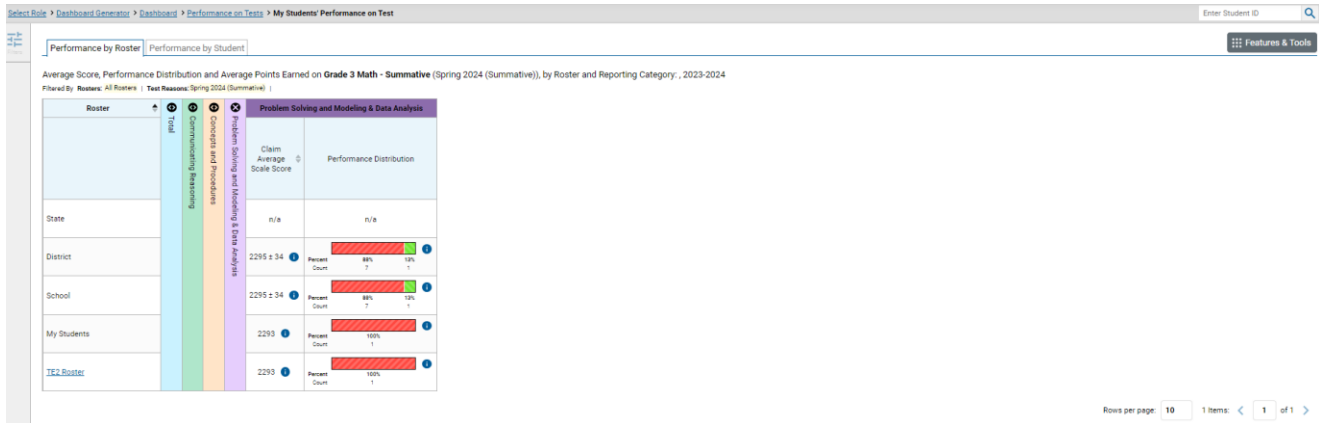 Select Role > Dashboard Generator > Dashboard > Performance on Tests > My Students' Performance on Test
Enter Student ID
Features & Tools
Performance by Roster
Performance by Student
Average Score, Performance Distribution and Average Points Earned on Grade 3 Math - Summative (Spring 2024 (Summative)), by Roster and Reporting Category: , 2023-2024
Filtered By Rosters: All Rosters | Test Reasons: Spring 2024 (Summative) |
Roster
Total
Communicating Reasoning
Concepts and Procedures
Problem Solving and Modeling & Data Analysis
Problem Solving and Modeling & Data Analysis
Claim
Average
Scale Score
Performance Distribution
State
n/a
n/a
District
2295 ± 34
Percent 88% 13%
Count 7 1
School
2295 ± 34
Percent 88% 13%
Count 7 1
My Students
2293
Percent 100%
Count 1
TE2 Roster
2293
Percent 100%
Count 1
Rows per page: 10 1 Items: < 1 of 1 >